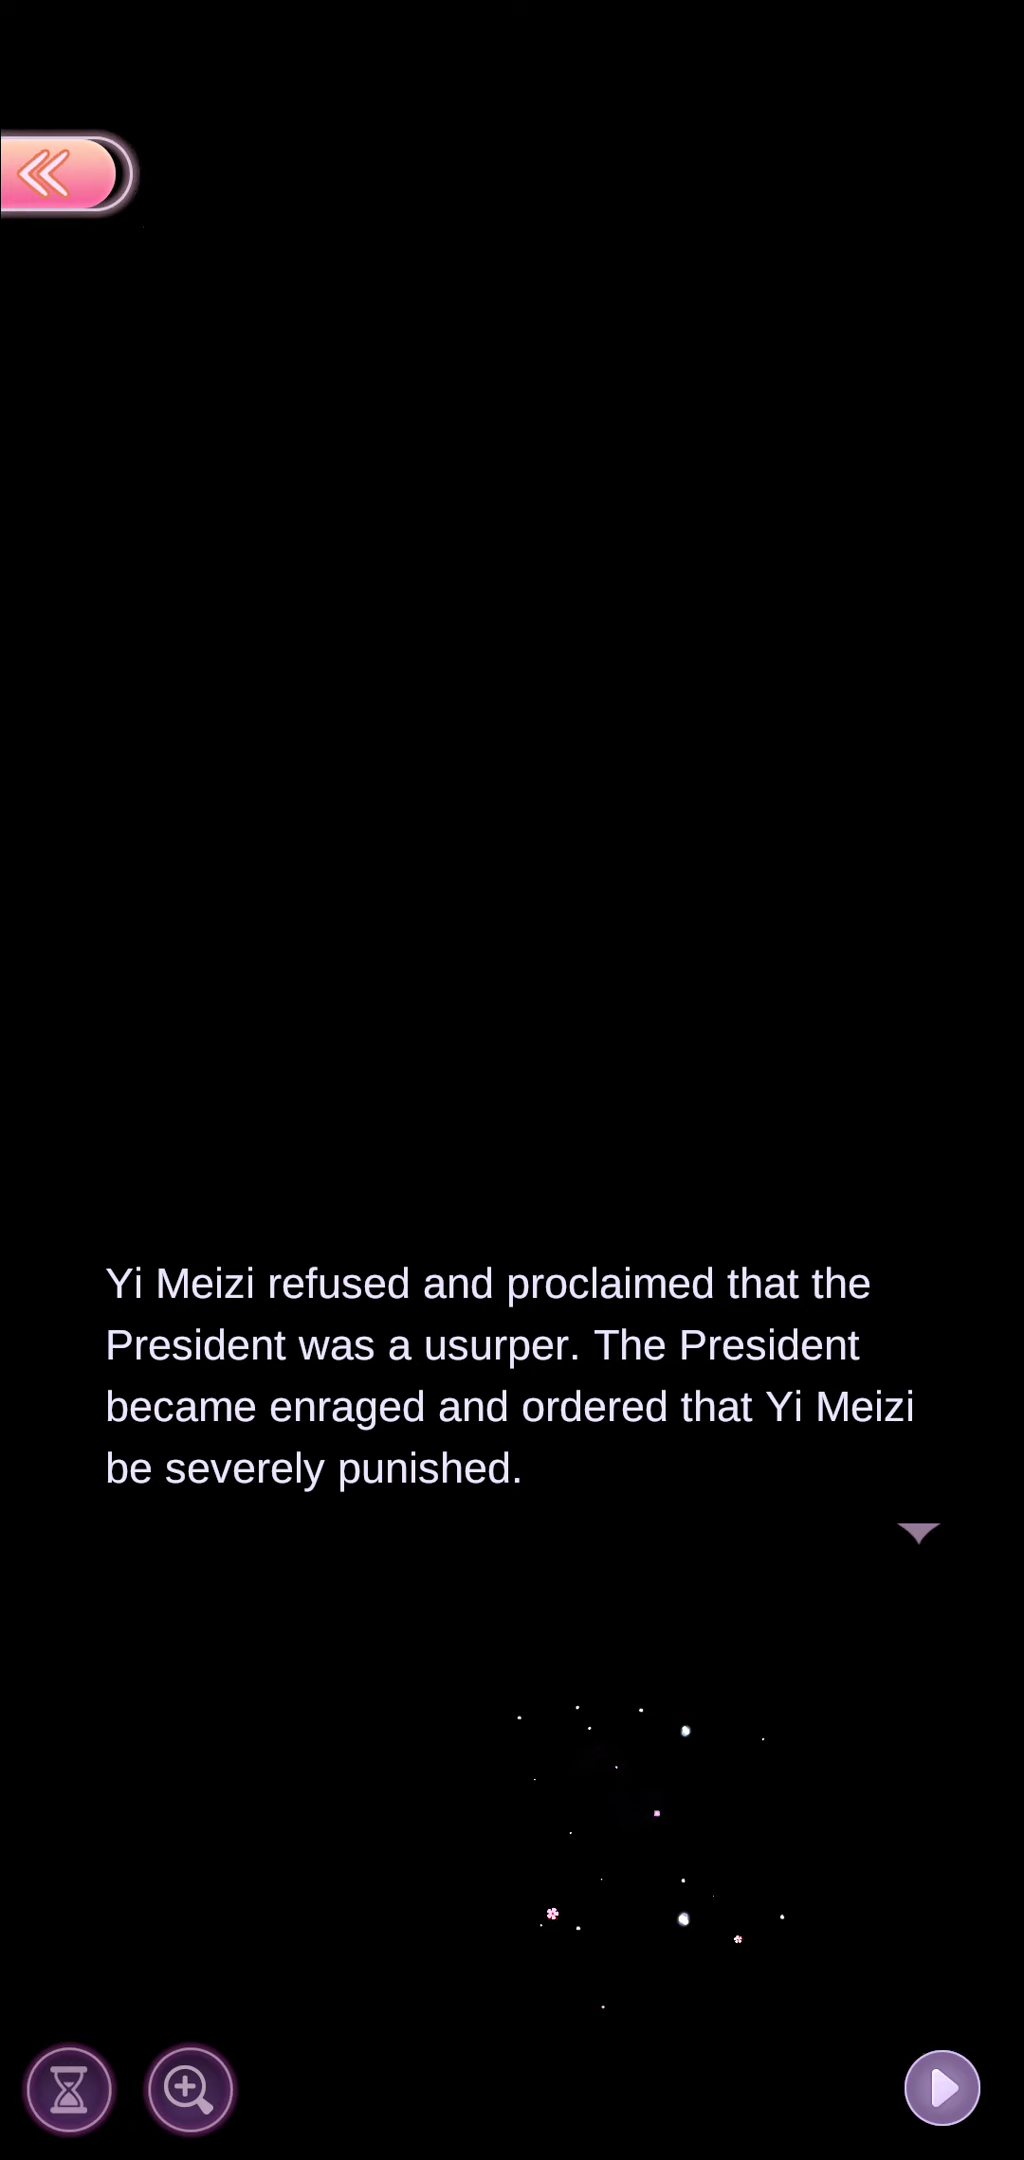 Yi Meizi refused and proclaimed that the
President was a usurper. The President
became enraged and ordered that Yi Meizi
be severely punished.